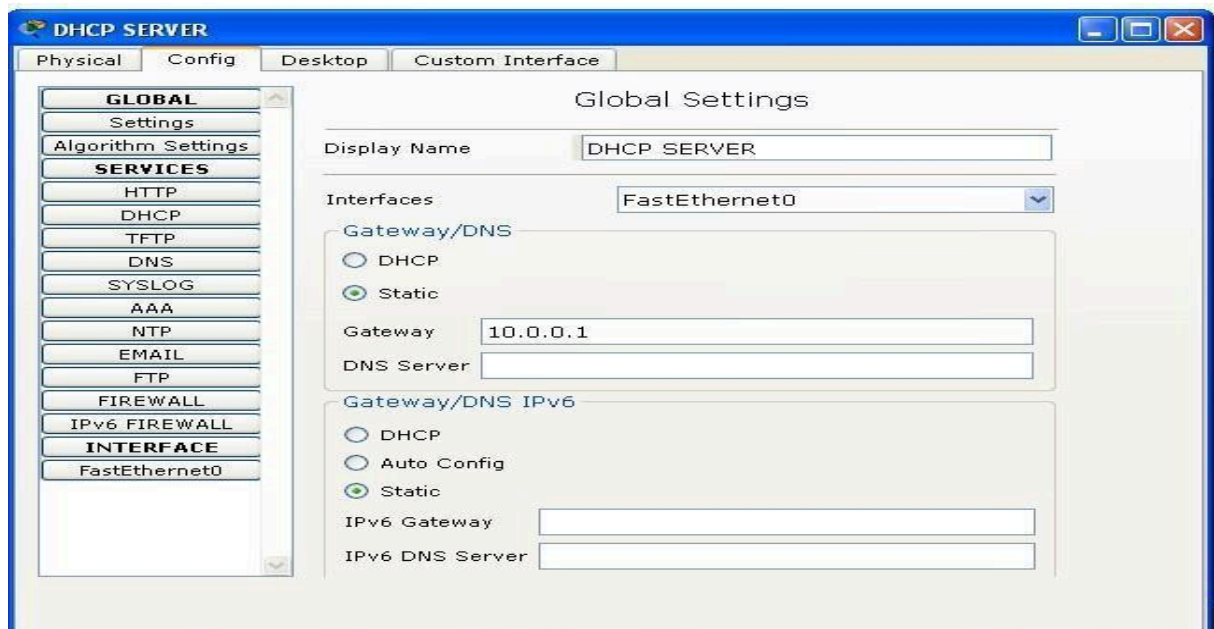 DHCP SERVER
Physical Config Desktop Custom Interface
GLOBAL
Settings
Algorithm Settings
SERVICES
HTTP
DHCP
TFTP
DNS
SYSLOG
AAA
NTP
EMAIL
FTP
FIREWALL
IPv6 FIREWALL
INTERFACE
FastEthernet0
Global Settings
Display Name DHCP SERVER
Interfaces FastEthernet0
Gateway/DNS
DHCP
Static
Gateway 10.0.0.1
DNS Server
Gateway/DNS IPv6
DHCP
Auto Config
Static
IPv6 Gateway
IPv6 DNS Server